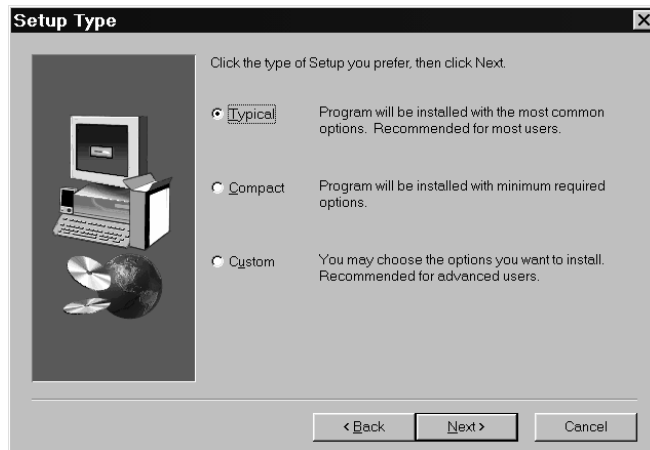 Setup Type
Click the type of Setup you prefer, then click Next.
Typical
Program will be installed with the most common
options. Recommended for most users.
Compact
Program will be installed with minimum required
options.
Custom
You may choose the options you want to install.
Recommended for advanced users.
< Back
Next >
Cancel